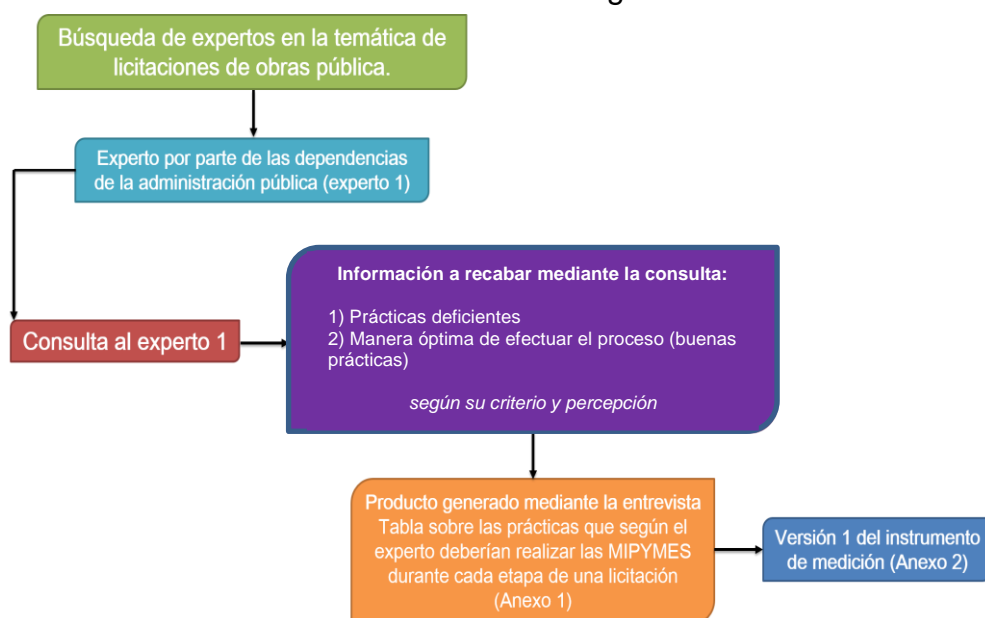 Búsqueda de expertos en la temática de
licitaciones de obras pública.
Experto por parte de las dependencias
de la administración pública (experto 1)
Información a recabar mediante la consulta:
1) Prácticas deficientes
2) Manera óptima de efectuar el proceso (buenas
prácticas)
según su criterio y percepción
Consulta al experto 1
Producto generado mediante la entrevista
Tabla sobre las prácticas que según el
experto deberían realizar las MIPYMES
durante cada etapa de una licitación
(Anexo 1)
Versión 1 del instrumento
de medición (Anexo 2)